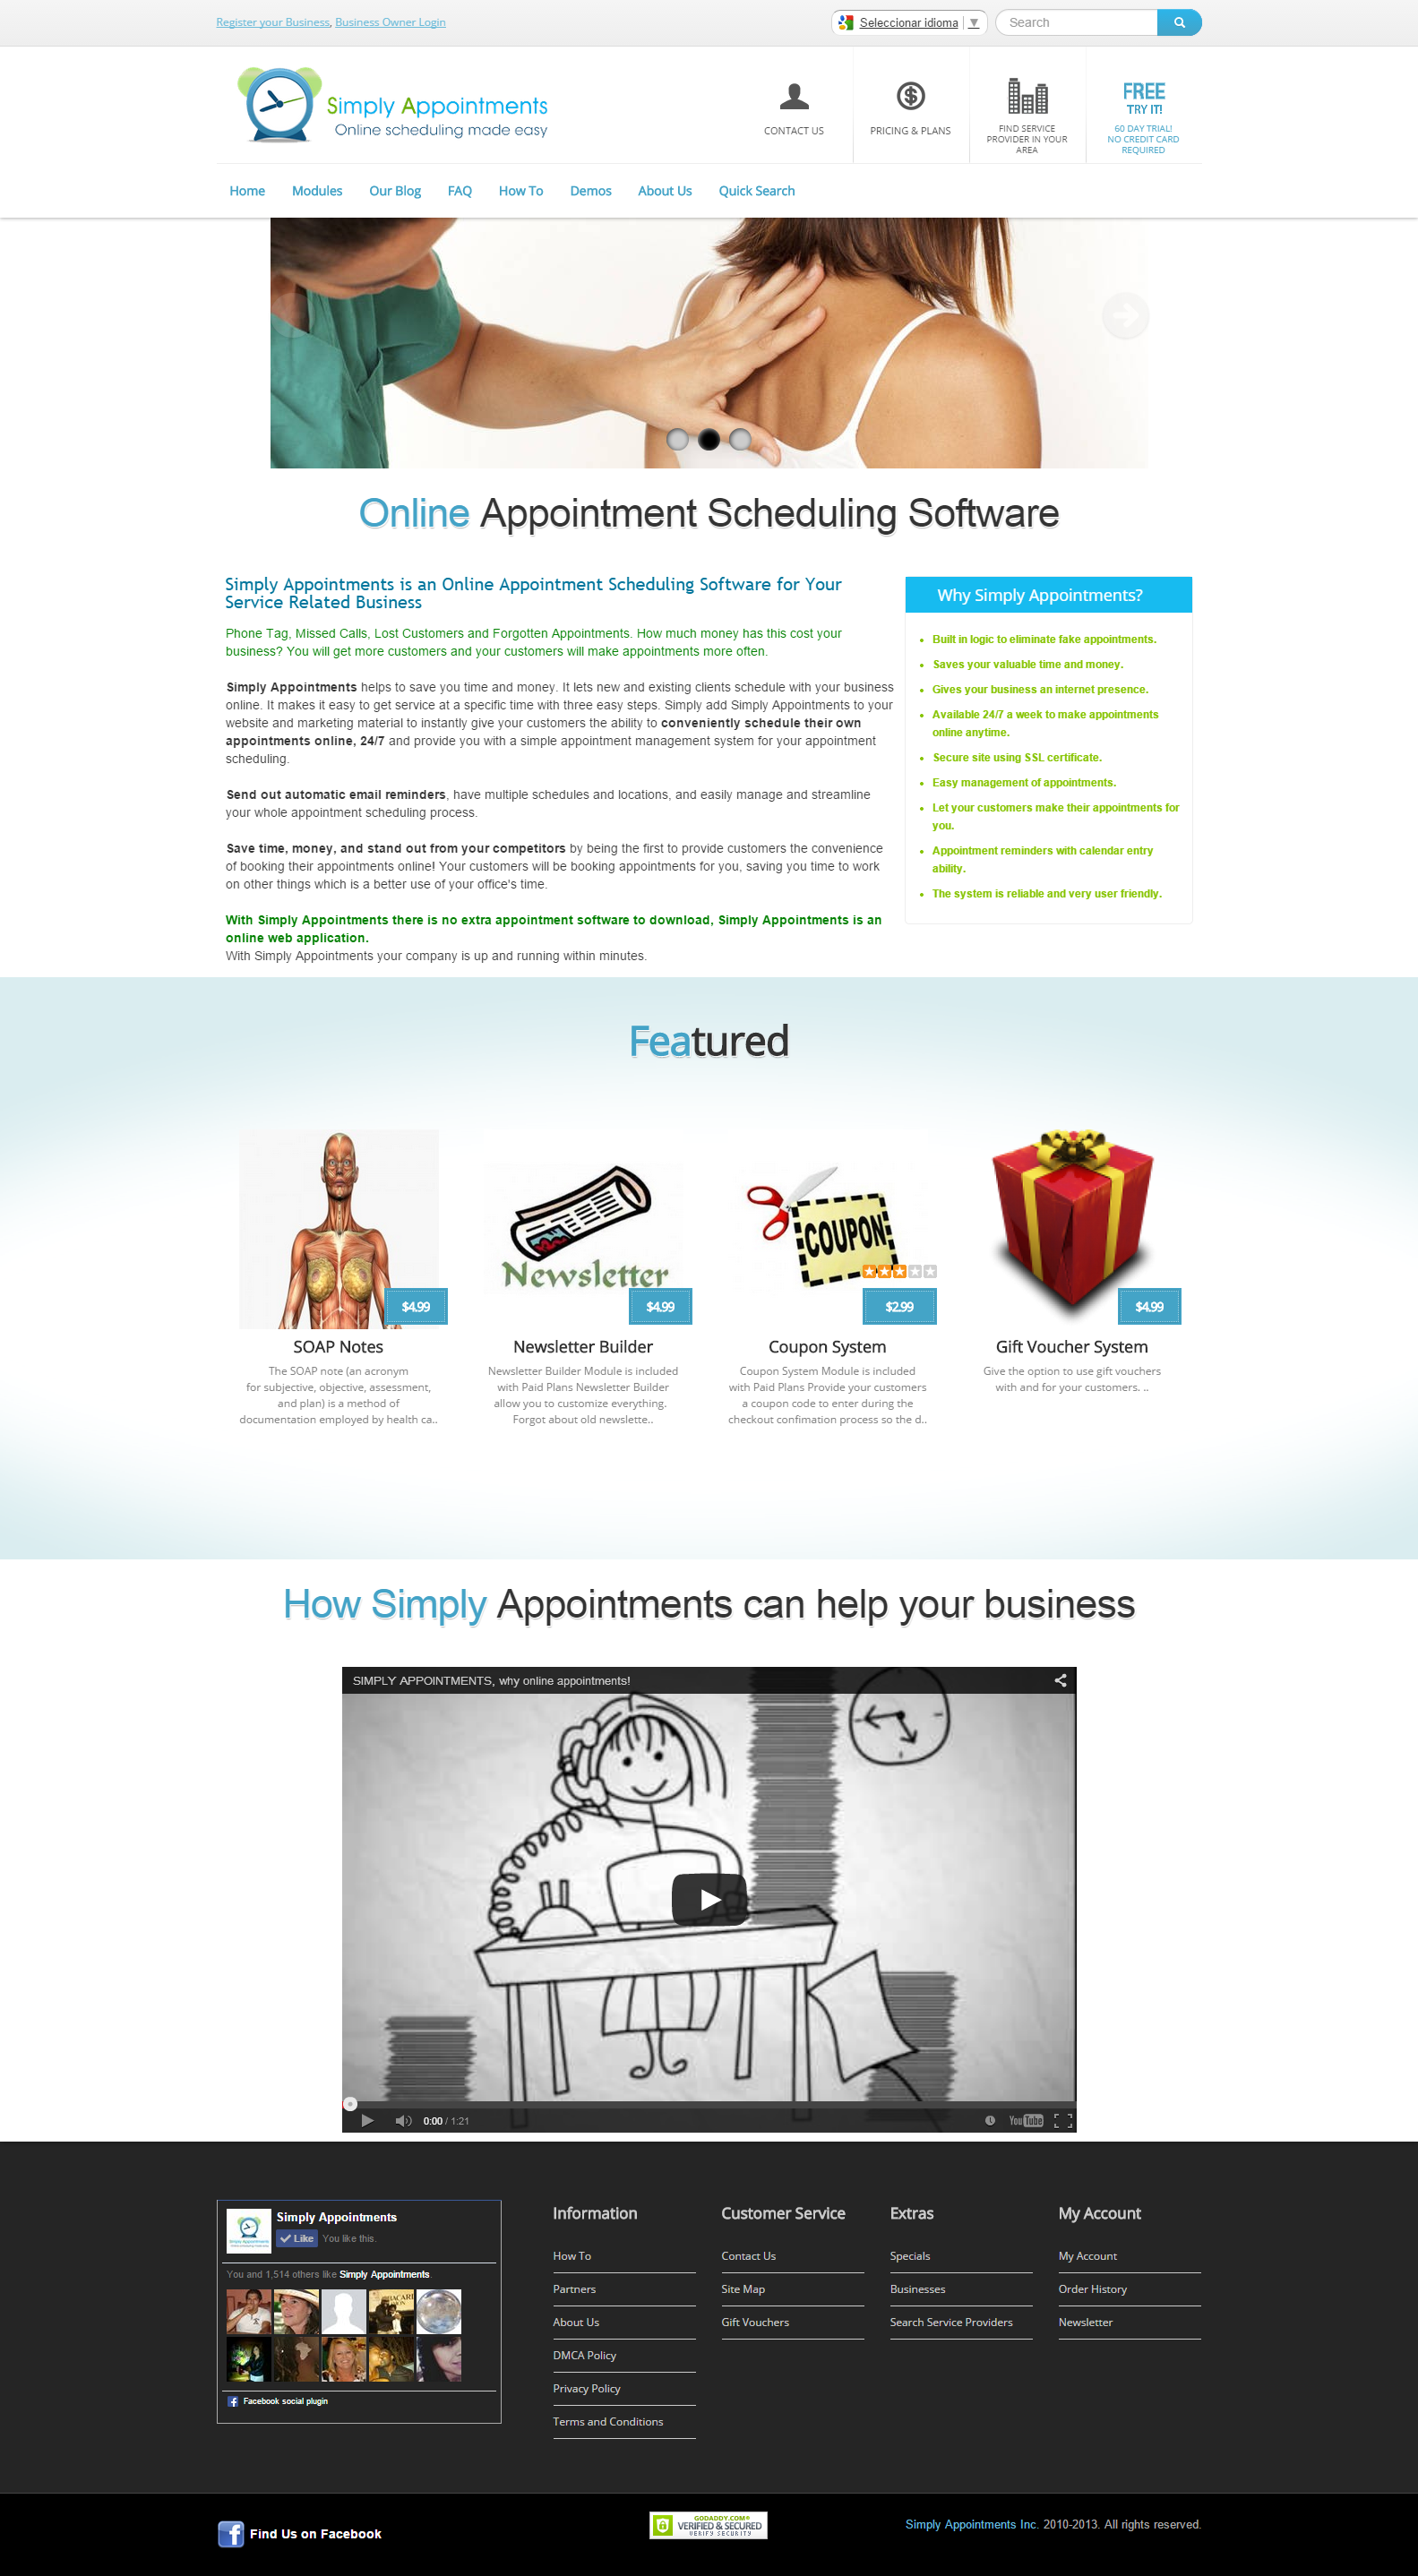 Register your Business, Business Owner Login
Seleccionar idioma ▼
Search
Simply Appointments
Online scheduling made easy
CONTACT US
PRICING & PLANS
FIND SERVICE
PROVIDER IN YOUR
AREA
FREE
TRY IT!
60 DAY TRIAL!
NO CREDIT CARD
REQUIRED
Home
Modules
Our Blog
FAQ
How To
Demos
About Us
Quick Search
Online Appointment Scheduling Software
Simply Appointments is an Online Appointment Scheduling Software for Your
Service Related Business
Phone Tag, Missed Calls, Lost Customers and Forgotten Appointments. How much money has this cost your
business? You will get more customers and your customers will make appointments more often.
Simply Appointments helps to save you time and money. It lets new and existing clients schedule with your business
online. It makes it easy to get service at a specific time with three easy steps. Simply add Simply Appointments to your
website and marketing material to instantly give your customers the ability to conveniently schedule their own
appointments online, 24/7 and provide you with a simple appointment management system for your appointment
scheduling.
Send out automatic email reminders, have multiple schedules and locations, and easily manage and streamline
your whole appointment scheduling process.
Save time, money, and stand out from your competitors by being the first to provide customers the convenience
of booking their appointments online! Your customers will be booking appointments for you, saving you time to work
on other things which is a better use of your office's time.
With Simply Appointments there is no extra appointment software to download, Simply Appointments is an
online web application.
With Simply Appointments your company is up and running within minutes.
Why Simply Appointments?
Built in logic to eliminate fake appointments.
Saves your valuable time and money.
Gives your business an internet presence.
Available 24/7 a week to make appointments
online anytime.
Secure site using SSL certificate.
Easy management of appointments.
Let your customers make their appointments for
you.
Appointment reminders with calendar entry
ability.
The system is reliable and very user friendly.
Featured
$4.99
SOAP Notes
The SOAP note (an acronym
for subjective, objective, assessment,
and plan) is a method of
documentation employed by health ca..
Newsletter
$4.99
Newsletter Builder
Newsletter Builder Module is included
with Paid Plans Newsletter Builder
allow you to customize everything.
Forgot about old newslette..
COUPON
$2.99
Coupon System
Coupon System Module is included
with Paid Plans Provide your customers
a coupon code to enter during the
checkout confimation process so the d..
$4.99
Gift Voucher System
Give the option to use gift vouchers
with and for your customers. ..
How Simply Appointments can help your business
SIMPLY APPOINTMENTS, why online appointments!
0:00 / 1:21
YouTube
Simply Appointments
Like
You like this.
You and 1,514 others like Simply Appointments.
Facebook social plugin
Information
How To
Partners
About Us
DMCA Policy
Privacy Policy
Terms and Conditions
Customer Service
Contact Us
Site Map
Gift Vouchers
Extras
Specials
Businesses
Search Service Providers
My Account
My Account
Order History
Newsletter
Find Us on Facebook
GODADDY.COM®
VERIFIED & SECURED
VERIFY SECURITY
Simply Appointments Inc. 2010-2013. All rights reserved.